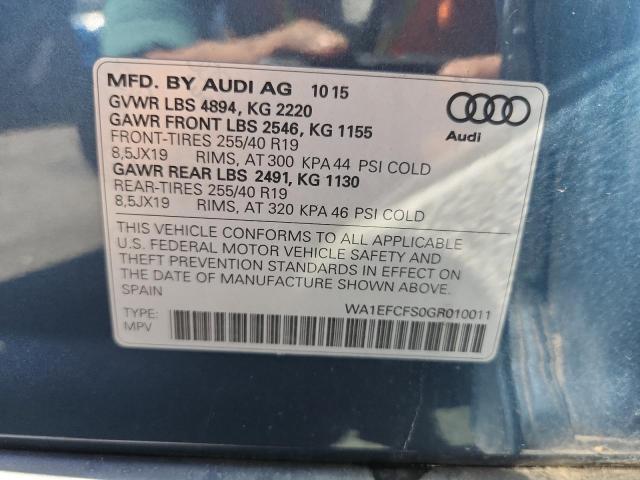 MFD. BY AUDI AG 10 15
GVWR LBS 4894, KG 2220
GAWR FRONT LBS 2546, KG 1155
FRONT-TIRES 255/40 R19
8,5JX19 RIMS, AT 300 KPA 44 PSI COLD
GAWR REAR LBS 2491, KG 1130
REAR-TIRES 255/40 R19
8,5JX19 RIMS, AT 320 KPA 46 PSI COLD
Audi
THIS VEHICLE CONFORMS TO ALL APPLICABLE
U.S. FEDERAL MOTOR VEHICLE SAFETY AND
THEFT PREVENTION STANDARDS IN EFFECT ON
THE DATE OF MANUFACTURE SHOWN ABOVE.
SPAIN
WA1EFCFS0GR010011
TYPE:
MPV